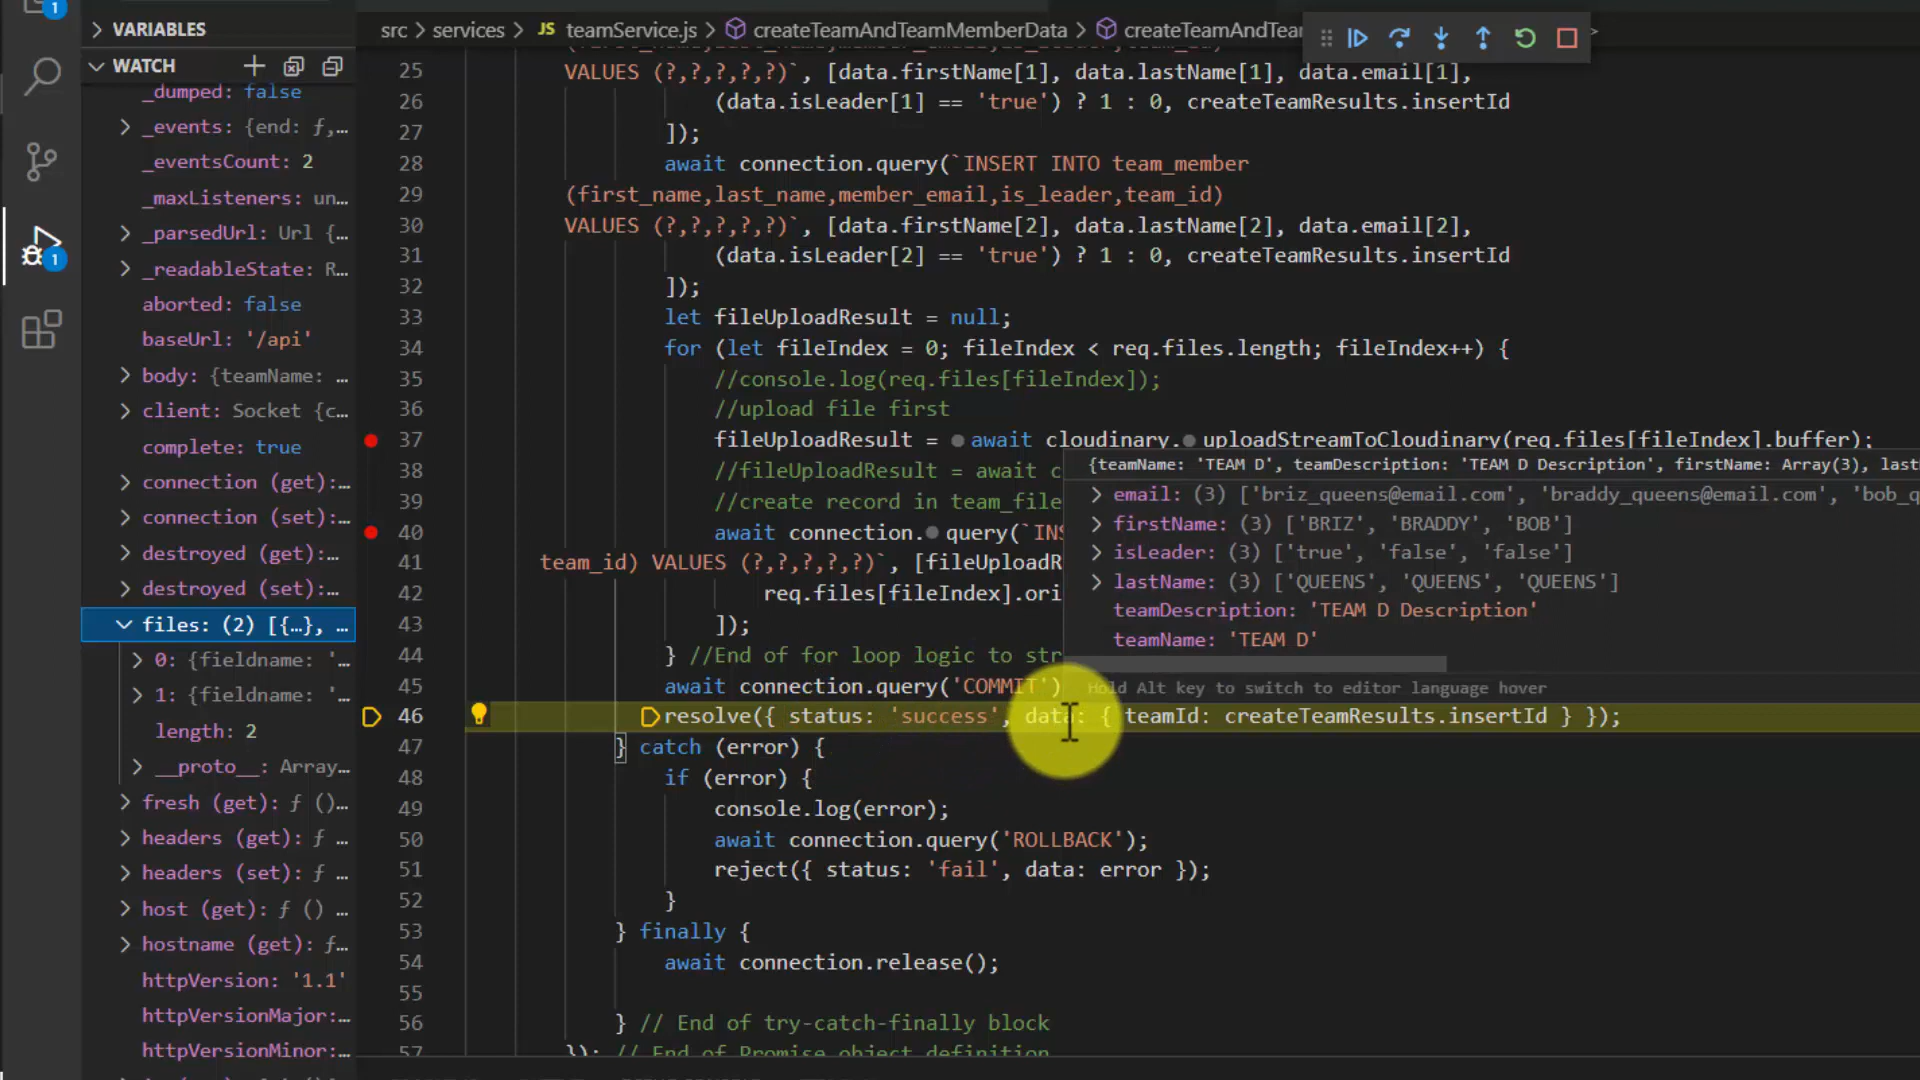 1
VARIABLES
WATCH
_dumped: false
_events: {end: ƒ,…
_eventsCount: 2
_maxListeners: un…
_parsedUrl: Url {…
_readableState: R…
aborted: false
baseUrl: '/api'
body: {teamName: …
client: Socket {c…
complete: true
connection (get):…
connection (set):…
destroyed (get):…
destroyed (set):…
files: (2) [{…}, …
0: {fieldname: '…
1: {fieldname: '…
length: 2
__proto__: Array…
fresh (get): ƒ ()…
headers (get): ƒ …
headers (set): ƒ …
host (get): ƒ () …
hostname (get): ƒ…
httpVersion: '1.1'
httpVersionMajor:…
httpVersionMinor:…
1
src > services > JS teamService.js > createTeamAndTeamMemberData > createTeamAndTea
25 VALUES (?,?,?,?,?)`, [data.firstName[1], data.lastName[1], data.email[1],
26 (data.isLeader[1] == 'true') ? 1 : 0, createTeamResults.insertId
27 ]);
28 await connection.query(`INSERT INTO team_member
29 (first_name,last_name,member_email,is_leader,team_id)
30 VALUES (?,?,?,?,?)`, [data.firstName[2], data.lastName[2], data.email[2],
31 (data.isLeader[2] == 'true') ? 1 : 0, createTeamResults.insertId
32 ]);
33 let fileUploadResult = null;
34 for (let fileIndex = 0; fileIndex < req.files.length; fileIndex++) {
35 //console.log(req.files[fileIndex]);
36 //upload file first
37 fileUploadResult = await cloudinary.uploadStreamToCloudinary(req.files[fileIndex].buffer);
38 //fileUploadResult = await c
39 //create record in team_file
40 await connection.query(`INS
41 team_id) VALUES (?,?,?,?,?)`, [fileUploadR
42 req.files[fileIndex].ori
43 ]);
44 } //End of for loop logic to str
45 await connection.query('COMMIT')
46 resolve({ status: 'success', data: { teamId: createTeamResults.insertId } });
47 } catch (error) {
48 if (error) {
49 console.log(error);
50 await connection.query('ROLLBACK');
51 reject({ status: 'fail', data: error });
52 }
53 } finally {
54 await connection.release();
55
56 } // End of try-catch-finally block
57 }); // End of Promise object definition
{teamName: 'TEAM D', teamDescription: 'TEAM D Description', firstName: Array(3), las
email: (3) ['briz_queens@email.com', 'braddy_queens@email.com', 'bob_q
firstName: (3) ['BRIZ', 'BRADDY', 'BOB']
isLeader: (3) ['true', 'false', 'false']
lastName: (3) ['QUEENS', 'QUEENS', 'QUEENS']
teamDescription: 'TEAM D Description'
teamName: 'TEAM D'
Hold Alt key to switch to editor language hover